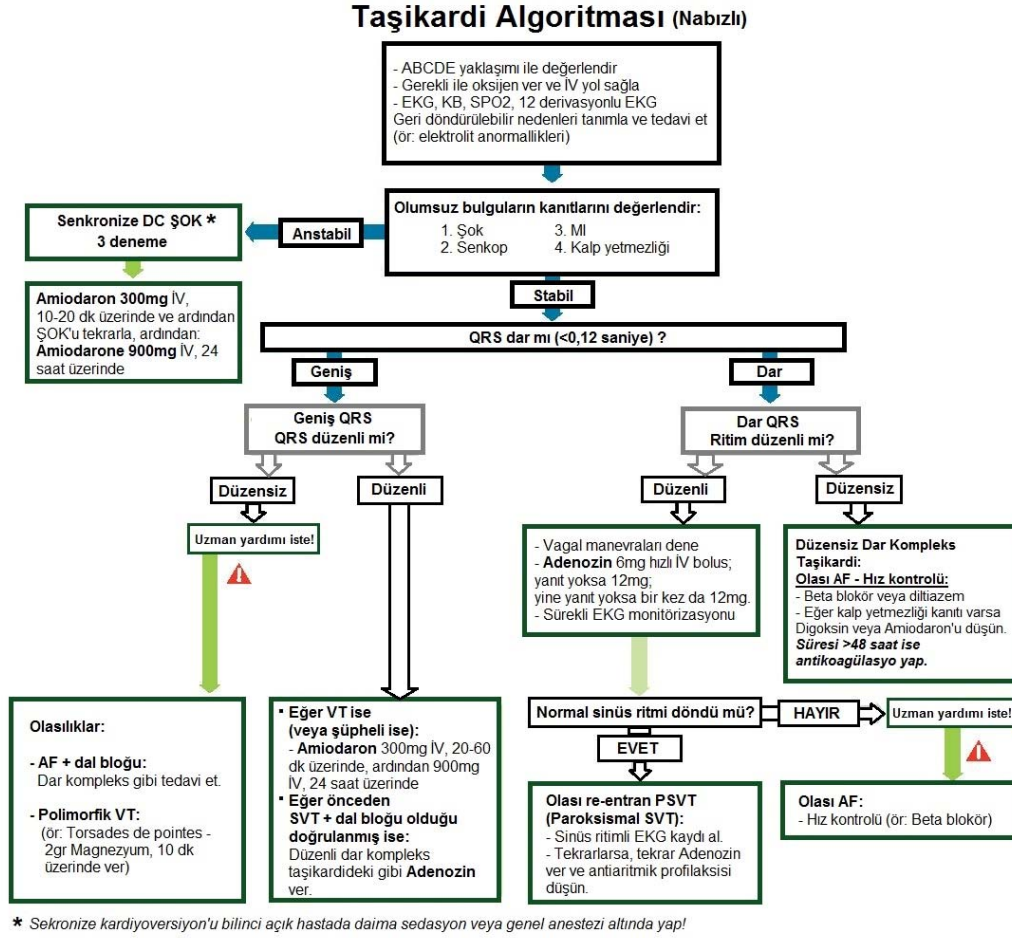 Taşikardi Algoritması (Nabızlı)
- ABCDE yaklaşımı ile değerlendir
- Gerekli ile oksijen ver ve İV yol sağla
- EKG, KB, SPO2, 12 derivasyonlu EKG
Geri döndürülebilir nedenleri tanımla ve tedavi et
(ör: elektrolit anormallikleri)
Olumsuz bulguların kanıtlarını değerlendir:
1. Şok 3. MI
2. Senkop 4. Kalp yetmezliği
Anstabil
Senkronize DC ŞOK *
3 deneme
Amiodaron 300mg İV,
10-20 dk üzerinde ve ardından
ŞOK'u tekrarla, ardından:
Amiodarone 900mg İV, 24
saat üzerinde
Stabil
QRS dar mı (<0,12 saniye) ?
Geniş
Dar
Geniş QRS
QRS düzenli mi?
Dar QRS
Ritim düzenli mi?
Düzensiz
Düzenli
Düzenli
Düzensiz
Uzman yardımı iste!
- Vagal manevraları dene
- Adenozin 6mg hızlı İV bolus;
yanıt yoksa 12mg;
yine yanıt yoksa bir kez da 12mg.
- Sürekli EKG monitörizasyonu
Düzensiz Dar Kompleks
Taşikardi:
Olası AF - Hız kontrolü:
- Beta blokör veya diltiazem
- Eğer kalp yetmezliği kanıtı varsa
Digoksin veya Amiodaron'u düşün.
Süresi >48 saat ise
antikoagülasyo yap.
Olasılıklar:
- AF + dal bloğu:
Dar kompleks gibi tedavi et.
- Polimorfik VT:
(ör: Torsades de pointes -
2gr Magnezyum, 10 dk
üzerinde ver)
▪ Eğer VT ise
(veya şüpheli ise):
- Amiodaron 300mg İV, 20-60
dk üzerinde, ardından 900mg
İV, 24 saat üzerinde
▪ Eğer önceden
SVT + dal bloğu olduğu
doğrulanmış ise:
Düzenli dar kompleks
taşikardideki gibi Adenozin
ver.
Normal sinüs ritmi döndü mü?
HAYIR
Uzman yardımı iste!
EVET
Olası re-entran PSVT
(Paroksismal SVT):
- Sinüs ritimli EKG kaydı al.
- Tekrarlarsa, tekrar Adenozin
ver ve antiaritmik profilaksisi
düşün.
Olası AF:
- Hız kontrolü (ör: Beta blokör)
* Sekronize kardiyoversiyon'u bilinci açık hastada daima sedasyon veya genel anestezi altında yap!